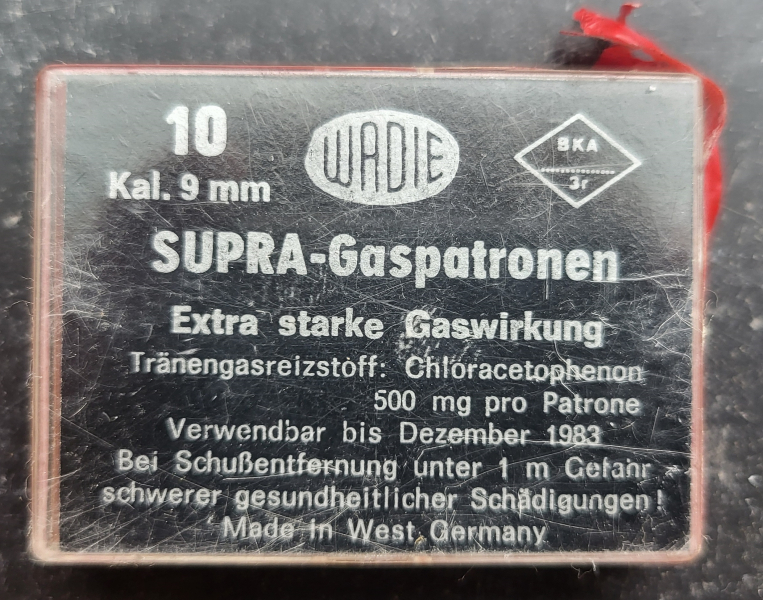 10
Kal. 9 mm
WADIE
BKA
3r
SUPRA-Gaspatronen
Extra starke Gaswirkung
Tränengasreizstoff: Chloracetophenon
500 mg pro Patrone
Verwendbar bis Dezember 1983
Bei Schußentfernung unter 1 m Gefahr
schwerer gesundheitlicher Schädigungen!
Made in West Germany